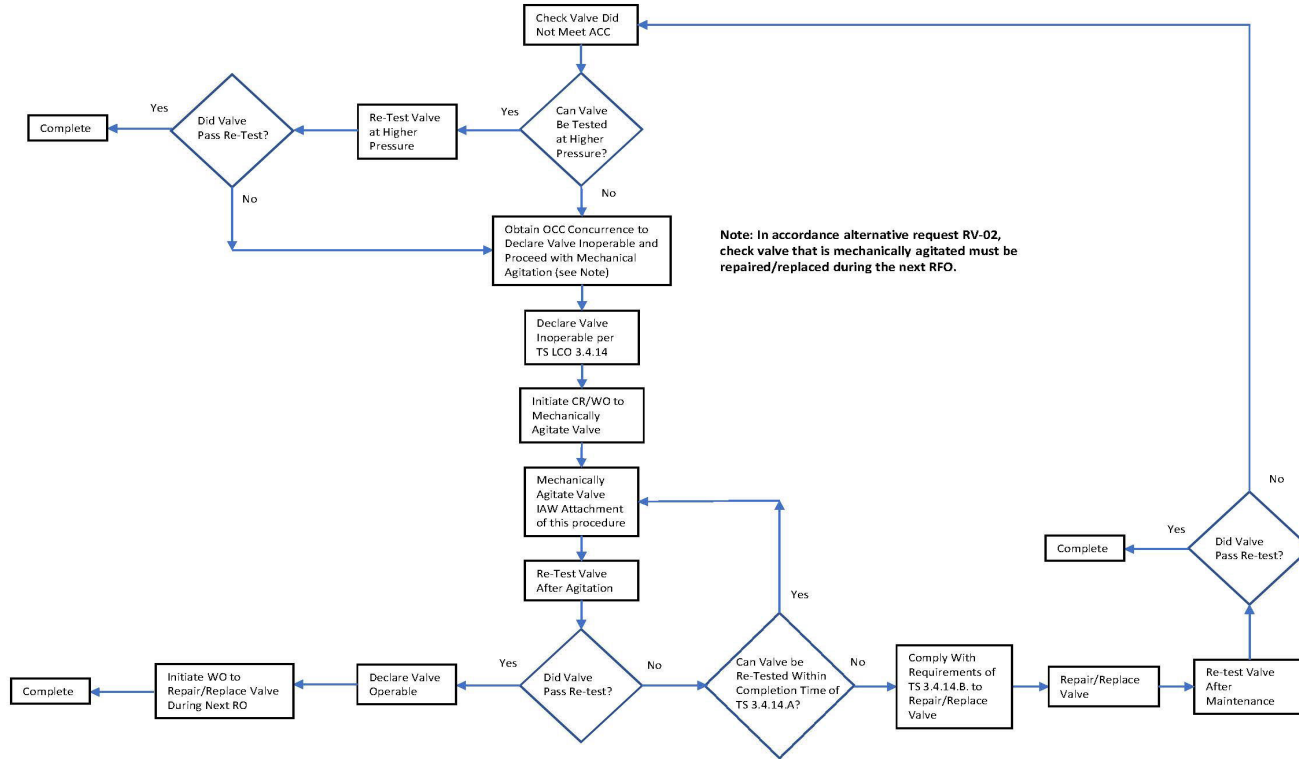 Check Valve Did
Not Meet ACC
Can Valve
Be Tested
at Higher
Pressure?
Yes
No
Re-Test Valve
at Higher
Pressure
Did Valve
Pass Re-Test?
Yes
No
Complete
Obtain OCC Concurrence to
Declare Valve Inoperable and
Proceed with Mechanical
Agitation (see Note)
Note: In accordance alternative request RV-02,
check valve that is mechanically agitated must be
repaired/replaced during the next RFO.
Declare Valve
Inoperable per
TS LCO 3.4.14
Initiate CR/WO to
Mechanically
Agitate Valve
Mechanically
Agitate Valve
IAW Attachment
of this procedure
Re-Test Valve
After Agitation
Did Valve
Pass Re-test?
Yes
No
Declare Valve
Operable
Initiate WO to
Repair/Replace Valve
During Next RO
Complete
Can Valve be
Re-Tested Within
Completion Time of
TS 3.4.14.A?
Yes
No
Comply With
Requirements of
TS 3.4.14.B. to
Repair/Replace
Valve
Repair/Replace
Valve
Re-test Valve
After
Maintenance
Did Valve
Pass Re-test?
Yes
No
Complete